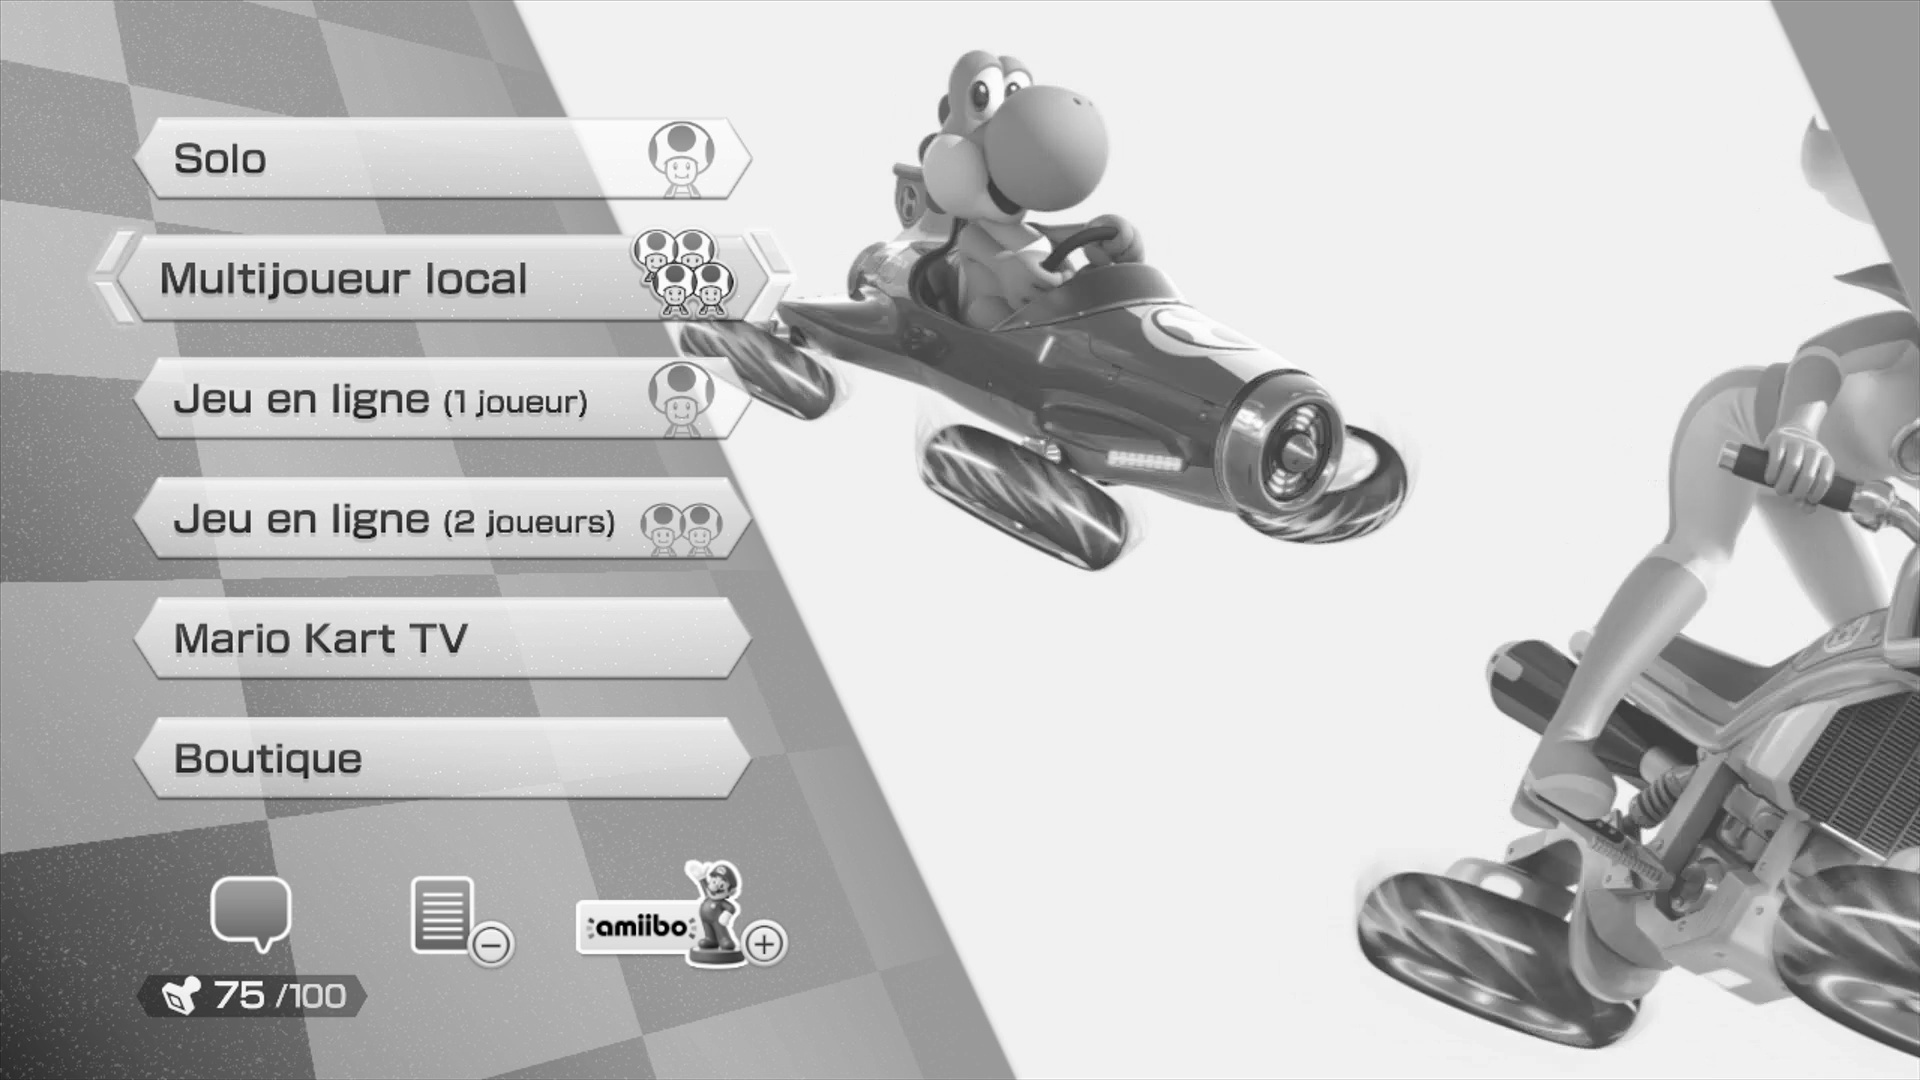 Solo
Multijoueur local
Jeu en ligne (1 joueur)
Jeu en ligne (2 joueurs)
Mario Kart TV
Boutique
amiibo
75 /100